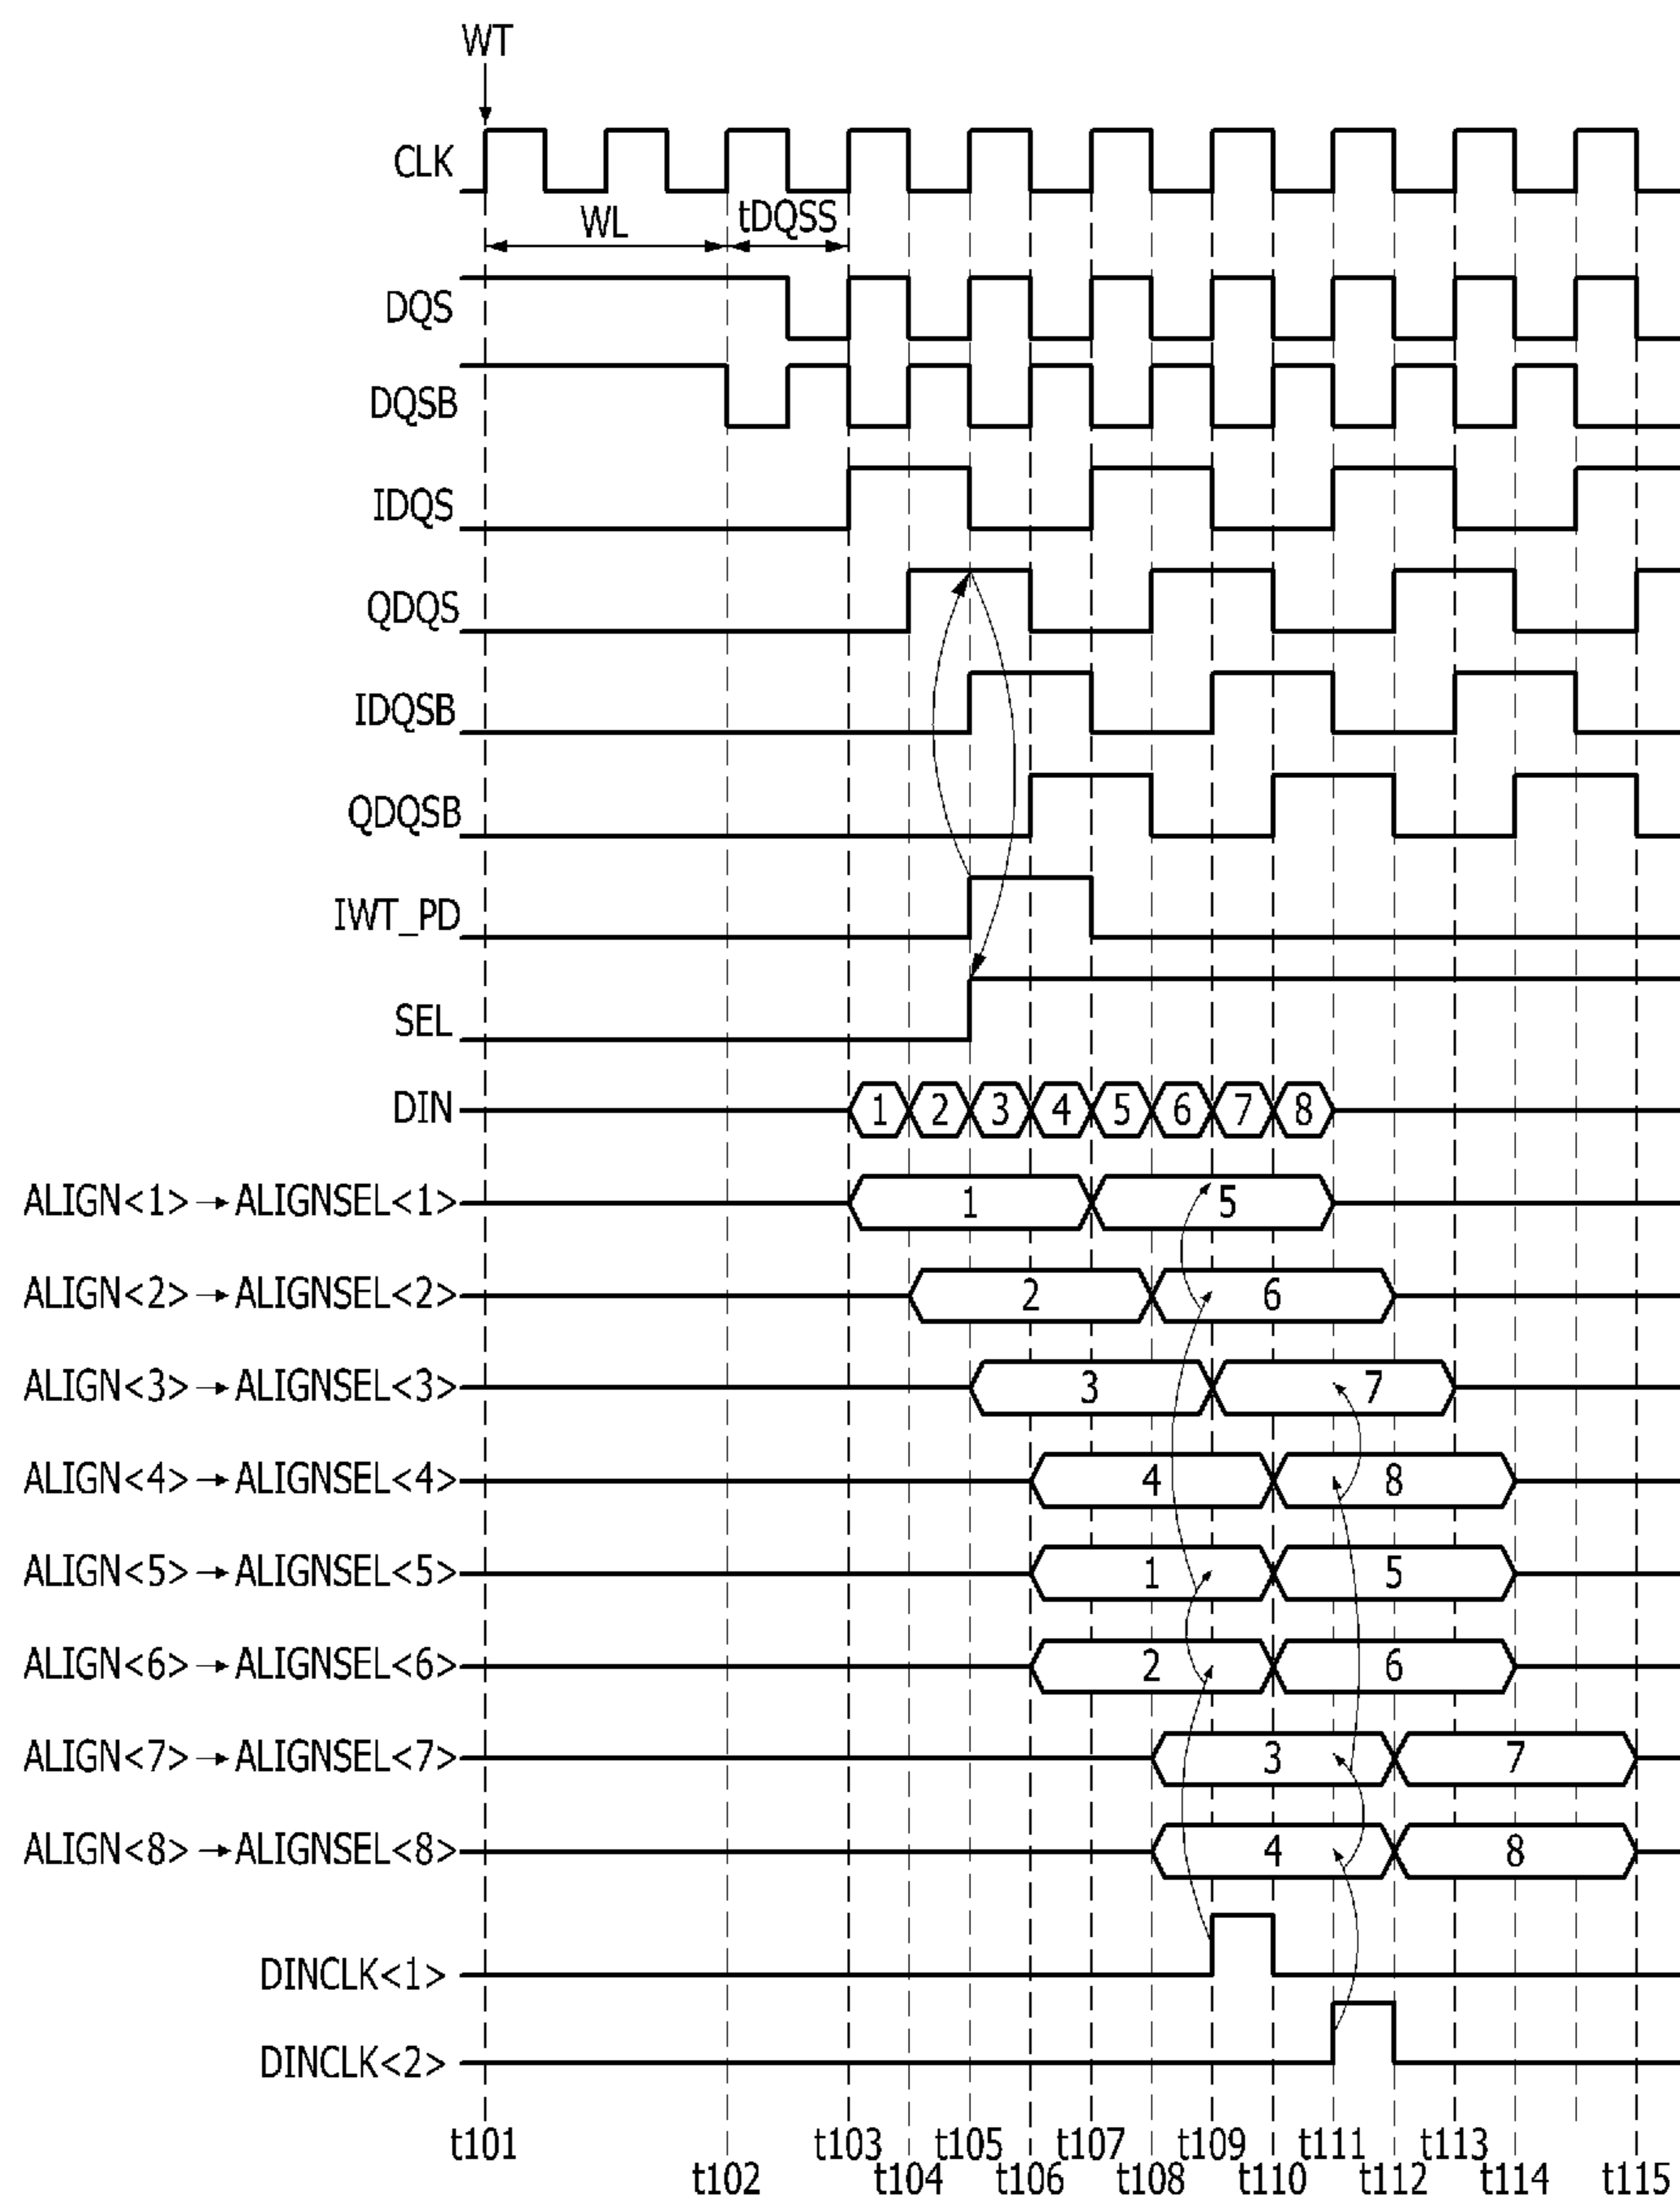 WT
CLK
WL
tDQSS
DQS
DQSB
IDQS
QDQS
IDQSB
QDQSB
IWT_PD
SEL
DIN 1 2 3 4 5 6 7 8
ALIGN<1>→ALIGNSEL<1> 1 5
ALIGN<2>→ALIGNSEL<2> 2 6
ALIGN<3>→ALIGNSEL<3> 3 7
ALIGN<4>→ALIGNSEL<4> 4 8
ALIGN<5>→ALIGNSEL<5> 1 5
ALIGN<6>→ALIGNSEL<6> 2 6
ALIGN<7>→ALIGNSEL<7> 3 7
ALIGN<8>→ALIGNSEL<8> 4 8
DINCLK<1>
DINCLK<2>
t101 t103 t105 t107 t109 t111 t113
t102 t104 t106 t108 t110 t112 t114 t115